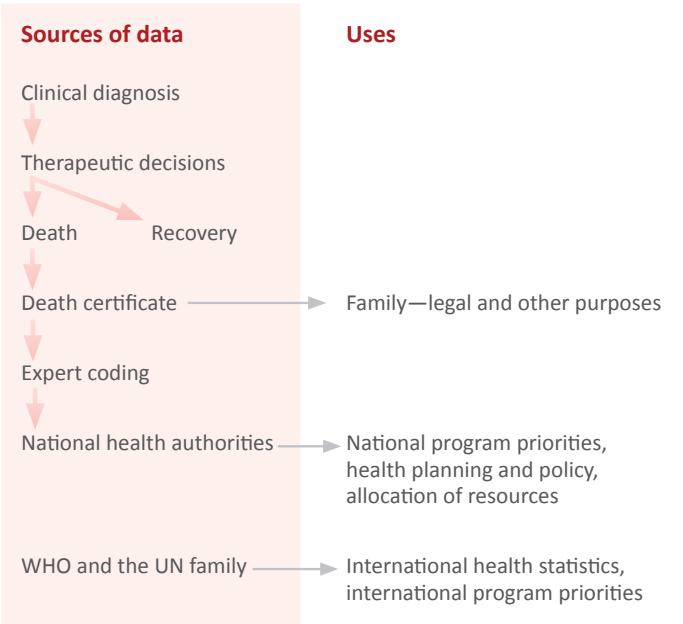 Sources of data
Uses
Clinical diagnosis
Therapeutic decisions
Death
Recovery
Death certificate
Family—legal and other purposes
Expert coding
National health authorities
National program priorities,
health planning and policy,
allocation of resources
WHO and the UN family
International health statistics,
international program priorities